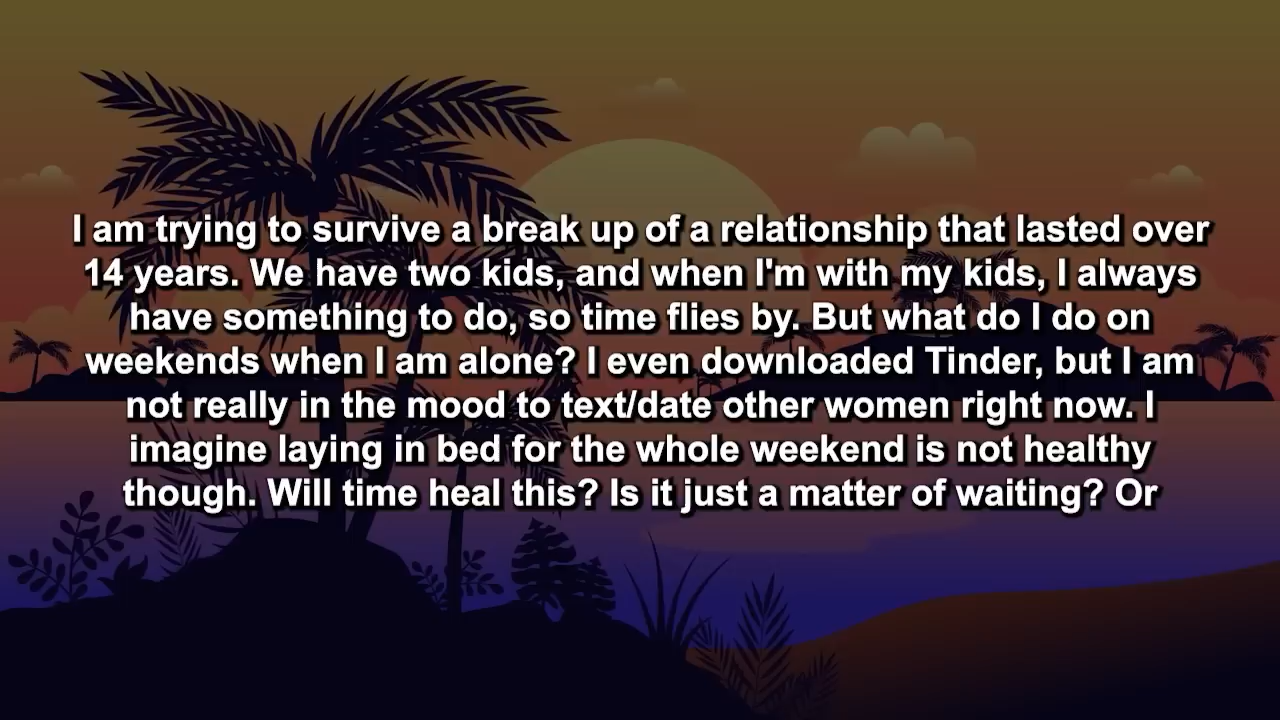 I am trying to survive a break up of a relationship that lasted over
14 years. We have two kids, and when I'm with my kids, I always
have something to do, so time flies by. But what do I do on
weekends when I am alone? I even downloaded Tinder, but I am
not really in the mood to text/date other women right now. I
imagine laying in bed for the whole weekend is not healthy
though. Will time heal this? Is it just a matter of waiting? Or